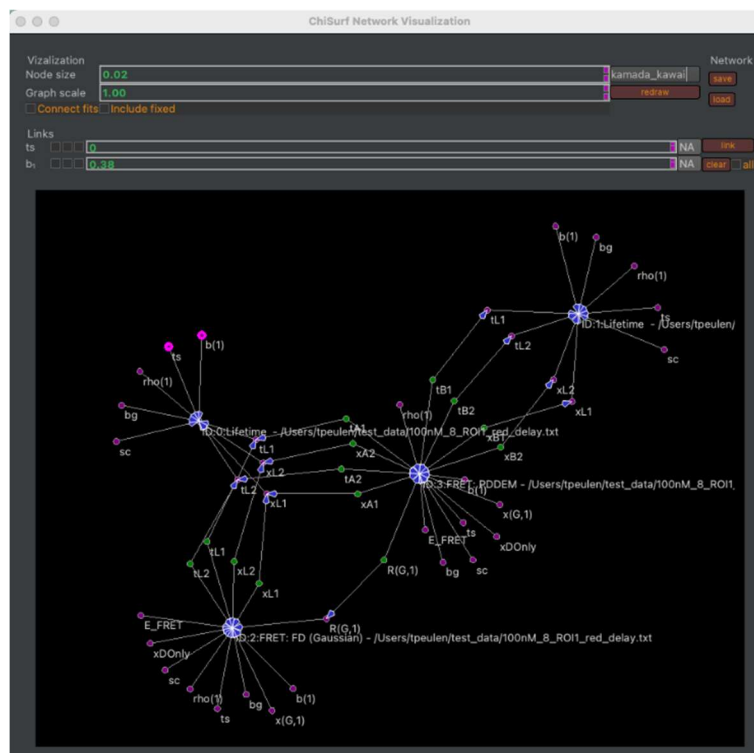 ChiSurf Network Visualization
Vizalization
Network
Node size
0.02
kamada_kawai
save
Graph scale
1.00
redraw
load
Connect fits
Include fixed
Links
ts
0
NA
link
b₁
0.38
NA
clear
all
b(1)
bg
rho(1)
ts
sc
ID:1:Lifetime - /Users/tpeulen/
tL1
tL2
xL2
xL1
b(1)
ts
rho(1)
bg
sc
ID:0:Lifetime - /Users/tpeulen/test_data/100nM_8_ROI1_red_delay.txt
tB1
tB2
rho(1)
tA1
xB1
xA2
xB2
tL1
xL2
tA2
tL2
xL1
xA1
ID:3:FRET: PDDEM - /Users/tpeulen/test_data/100nM_8_ROI1_
b(1)
x(G,1)
ts
E_FRET
xDOnly
bg
sc
R(G,1)
tL1
tL2
xL2
xL1
E_FRET
R(G,1)
ID:2:FRET: FD (Gaussian) - /Users/tpeulen/test_data/100nM_8_ROI1_red_delay.txt
xDOnly
sc
rho(1)
ts
bg
x(G,1)
b(1)